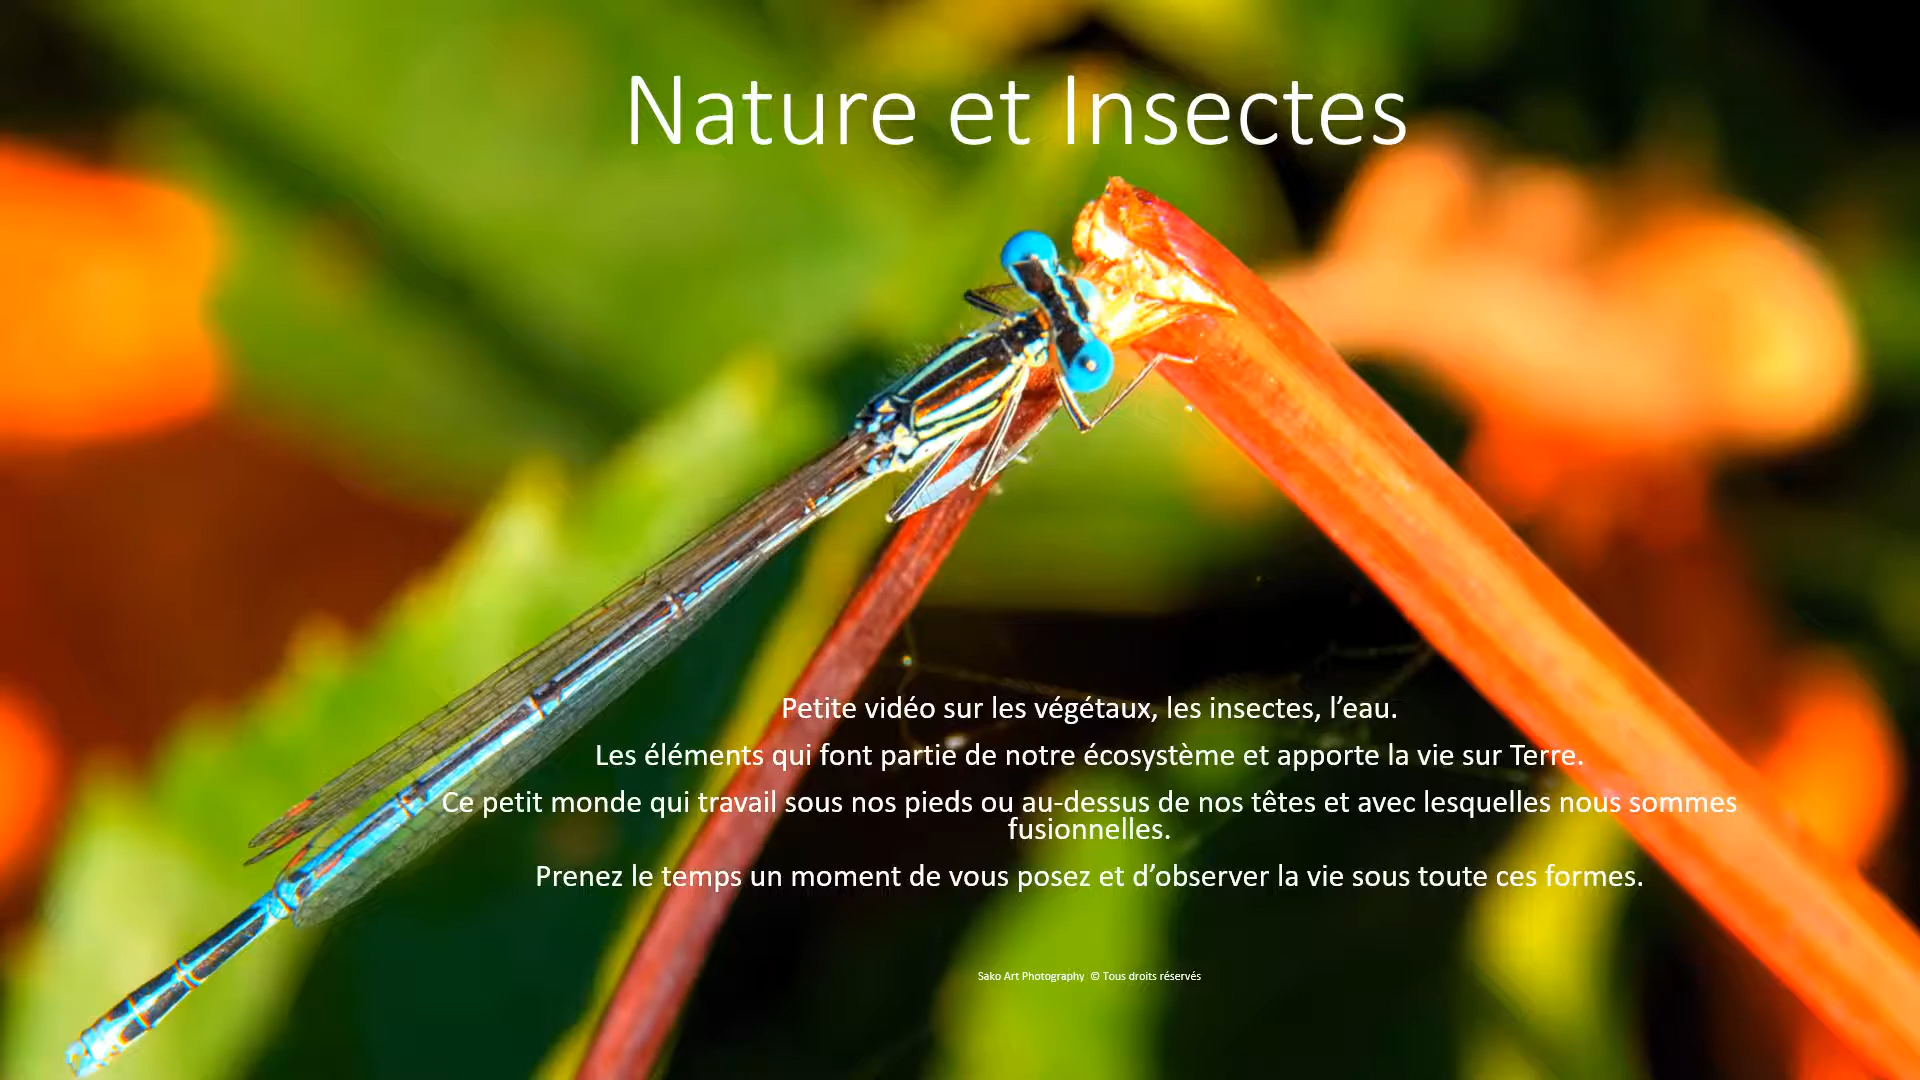 Nature et Insectes
Petite vidéo sur les végétaux, les insectes, l’eau.
Les éléments qui font partie de notre écosystème et apporte la vie sur Terre.
Ce petit monde qui travail sous nos pieds ou au-dessus de nos têtes et avec lesquelles nous sommes
fusionnelles.
Prenez le temps un moment de vous posez et d’observer la vie sous toute ces formes.
Sako Art Photography © Tous droits réservés